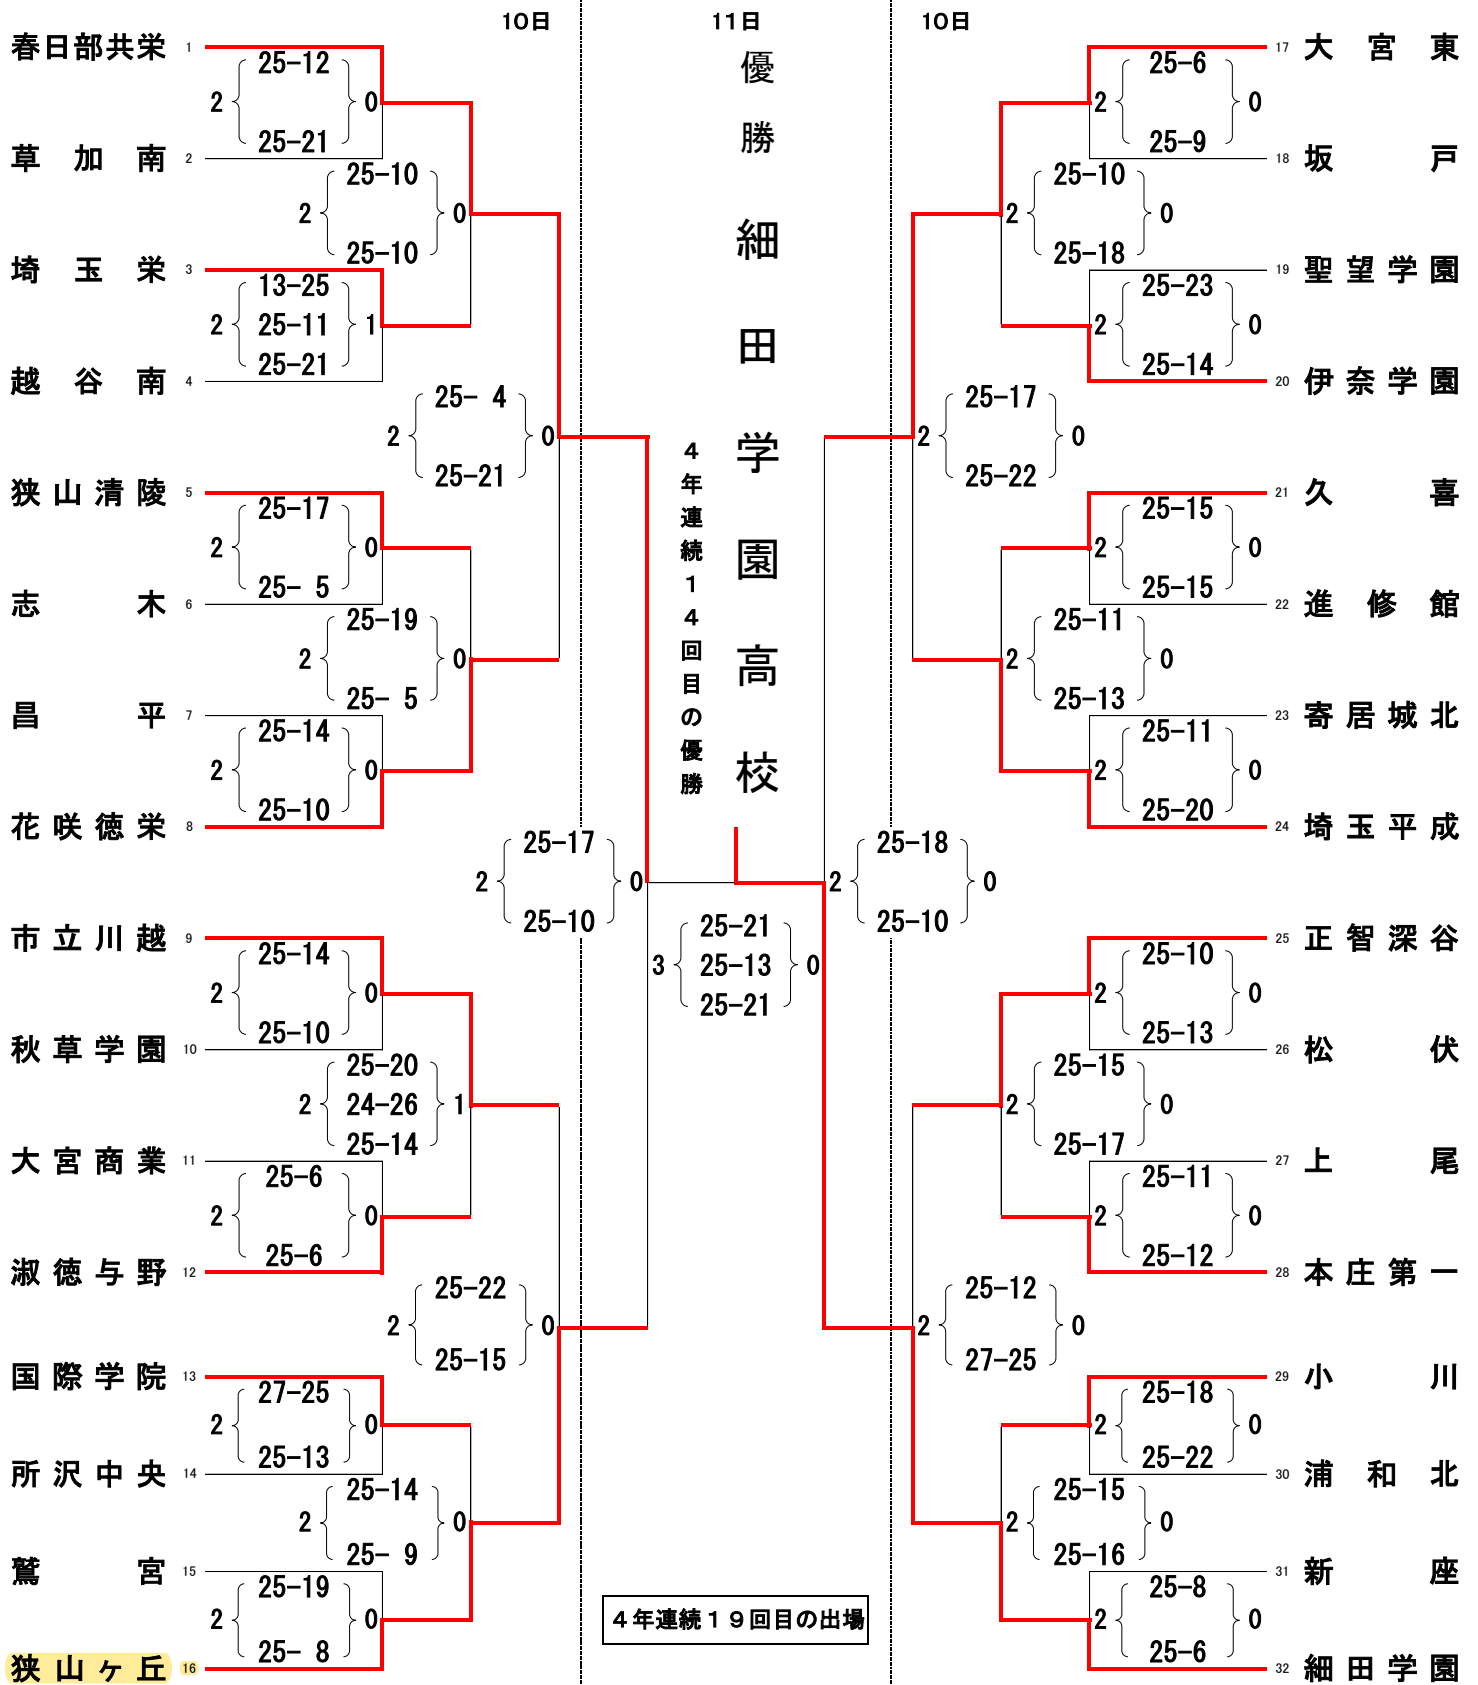 10日
11日
10日
優勝 細田学園高校
4年連続14回目の優勝
春日部共栄 1
25-12
2 0
25-21
草加南 2
25-10
2 0
25-10
埼玉栄 3
13-25
2 25-11 1
25-21
越谷南 4
25- 4
2 0
25-21
狭山清陵 5
25-17
2 0
25- 5
志木 6
25-19
2 0
25- 5
昌平 7
25-14
2 0
25-10
花咲徳栄 8
25-17
2 0
25-10
市立川越 9
25-14
2 0
25-10
秋草学園 10
25-20
2 24-26 1
25-14
大宮商業 11
25-6
2 0
25-6
淑徳与野 12
25-22
2 0
25-15
国際学院 13
27-25
2 0
25-13
所沢中央 14
25-14
2 0
25- 9
鷲宮 15
25-19
2 0
25- 8
狭山ヶ丘 16
25-21
3 25-13 0
25-21
4年連続19回目の出場
17 大宮東
25-6
2 0
25-9
18 坂戸
25-10
2 0
25-18
19 聖望学園
25-23
2 0
25-14
20 伊奈学園
25-17
2 0
25-22
21 久喜
25-15
2 0
25-15
22 進修館
25-11
2 0
25-13
23 寄居城北
25-11
2 0
25-20
24 埼玉平成
25-18
2 0
25-10
25 正智深谷
25-10
2 0
25-13
26 松伏
25-15
2 0
25-17
27 上尾
25-11
2 0
25-12
28 本庄第一
25-12
2 0
27-25
29 小川
25-18
2 0
25-22
30 浦和北
25-15
2 0
25-16
31 新座
25-8
2 0
25-6
32 細田学園